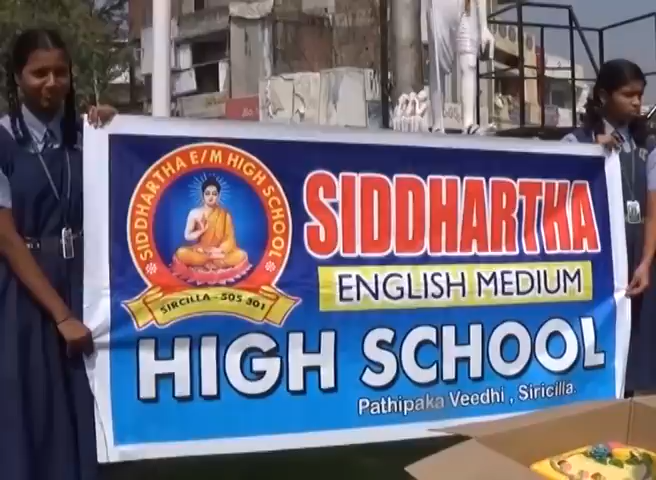 SIDDHARTHA E/M HIGH SCHOOL
SIRCILLA - 505 301
SIDDHARTHA
ENGLISH MEDIUM
HIGH SCHOOL
Pathipaka Veedhi , Siricilla.